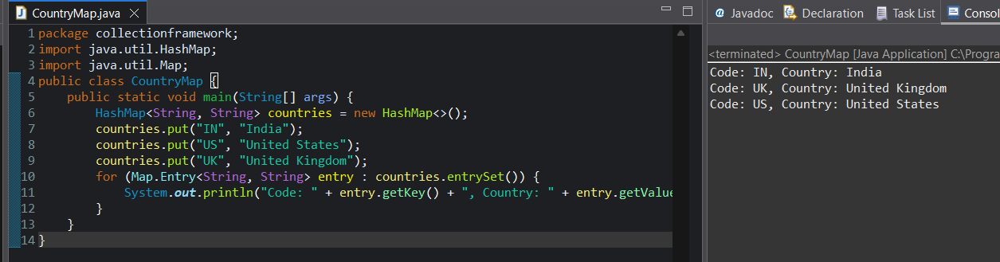 CountryMap.java
1 package collectionframework;
2 import java.util.HashMap;
3 import java.util.Map;
4 public class CountryMap {
5     public static void main(String[] args) {
6         HashMap<String, String> countries = new HashMap<>();
7         countries.put("IN", "India");
8         countries.put("US", "United States");
9         countries.put("UK", "United Kingdom");
10         for (Map.Entry<String, String> entry : countries.entrySet()) {
11             System.out.println("Code: " + entry.getKey() + ", Country: " + entry.getValue
12         }
13     }
14 }
@ Javadoc Declaration Task List Consol
<terminated> CountryMap [Java Application] C:\Progra
Code: IN, Country: India
Code: UK, Country: United Kingdom
Code: US, Country: United States